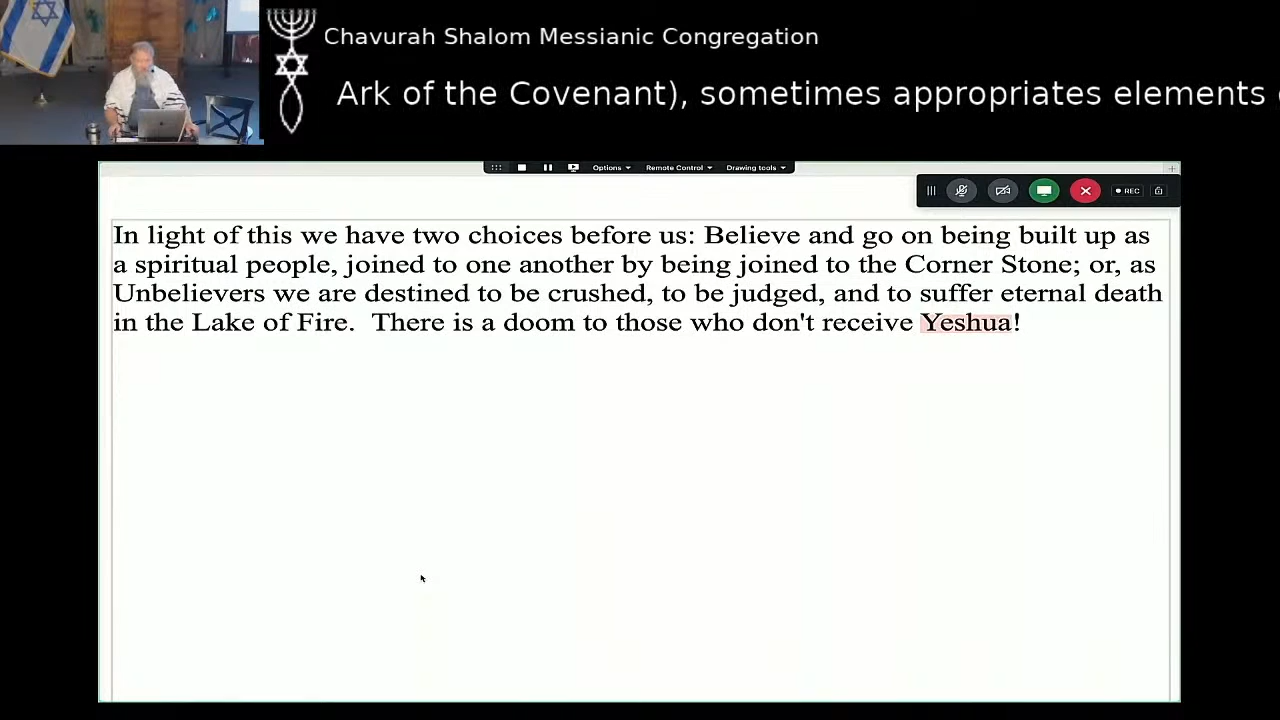 Chavurah Shalom Messianic Congregation
Ark of the Covenant), sometimes appropriates elements
Options
Remote Control
Drawing tools
REC
In light of this we have two choices before us: Believe and go on being built up as
a spiritual people, joined to one another by being joined to the Corner Stone; or, as
Unbelievers we are destined to be crushed, to be judged, and to suffer eternal death
in the Lake of Fire.  There is a doom to those who don't receive Yeshua!